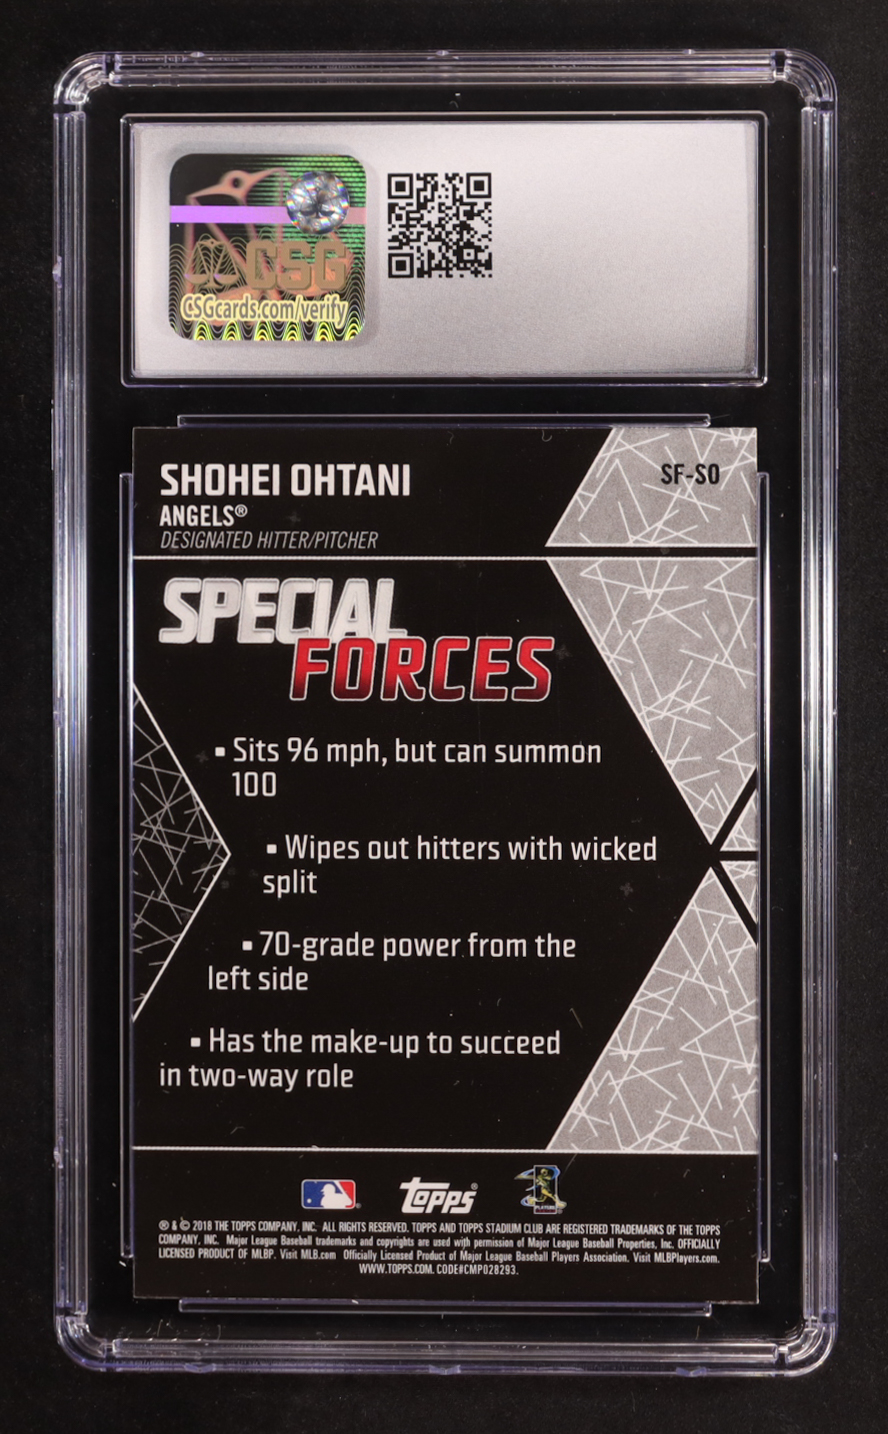 CSG
CSGcards.com/verify
SHOHEI OHTANI
SF-SO
ANGELS®
DESIGNATED HITTER/PITCHER
SPECIAL
FORCES
▪ Sits 96 mph, but can summon
100
▪ Wipes out hitters with wicked
split
▪ 70-grade power from the
left side
▪ Has the make-up to succeed
in two-way role
Topps®
PLAYERS
® & © 2018 THE TOPPS COMPANY, INC. ALL RIGHTS RESERVED. TOPPS AND TOPPS STADIUM CLUB ARE REGISTERED TRADEMARKS OF THE TOPPS
COMPANY, INC. Major League Baseball trademarks and copyrights are used with permission of Major League Baseball Properties, Inc. OFFICIALLY
LICENSED PRODUCT OF MLBP. Visit MLB.com Officially Licensed Product of Major League Baseball Players Association. Visit MLBPlayers.com.
WWW.TOPPS.COM. CODE#CMP028293.